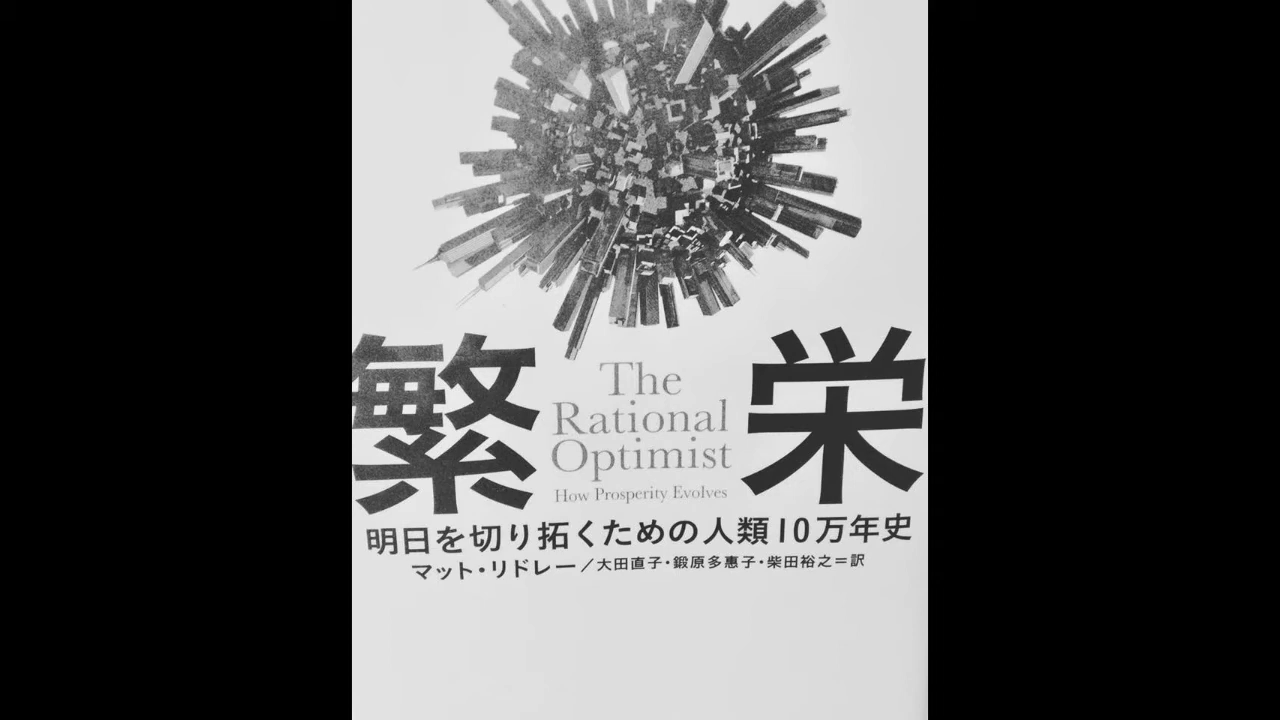 繁栄
The
Rational
Optimist
How Prosperity Evolves
明日を切り拓くための人類10万年史
マット・リドレー/大田直子・鍛原多惠子・柴田裕之=訳